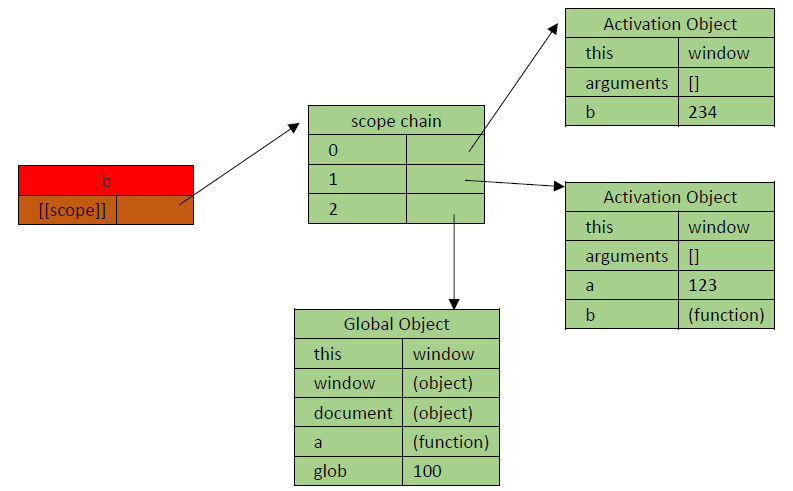 b
[[scope]]
scope chain
0
1
2
Activation Object
this window
arguments []
b 234
Activation Object
this window
arguments []
a 123
b (function)
Global Object
this window
window (object)
document (object)
a (function)
glob 100